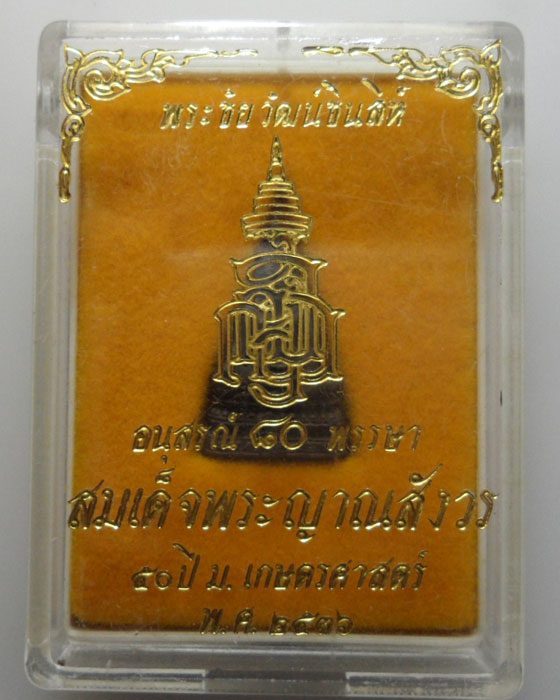 พระชัยวัฒน์ชินสีห์
อนุสรณ์ ๘๐ พรรษา
สมเด็จพระญาณสังวร
๕๐ ปี ม. เกษตรศาสตร์
พ.ศ. ๒๕๓๖